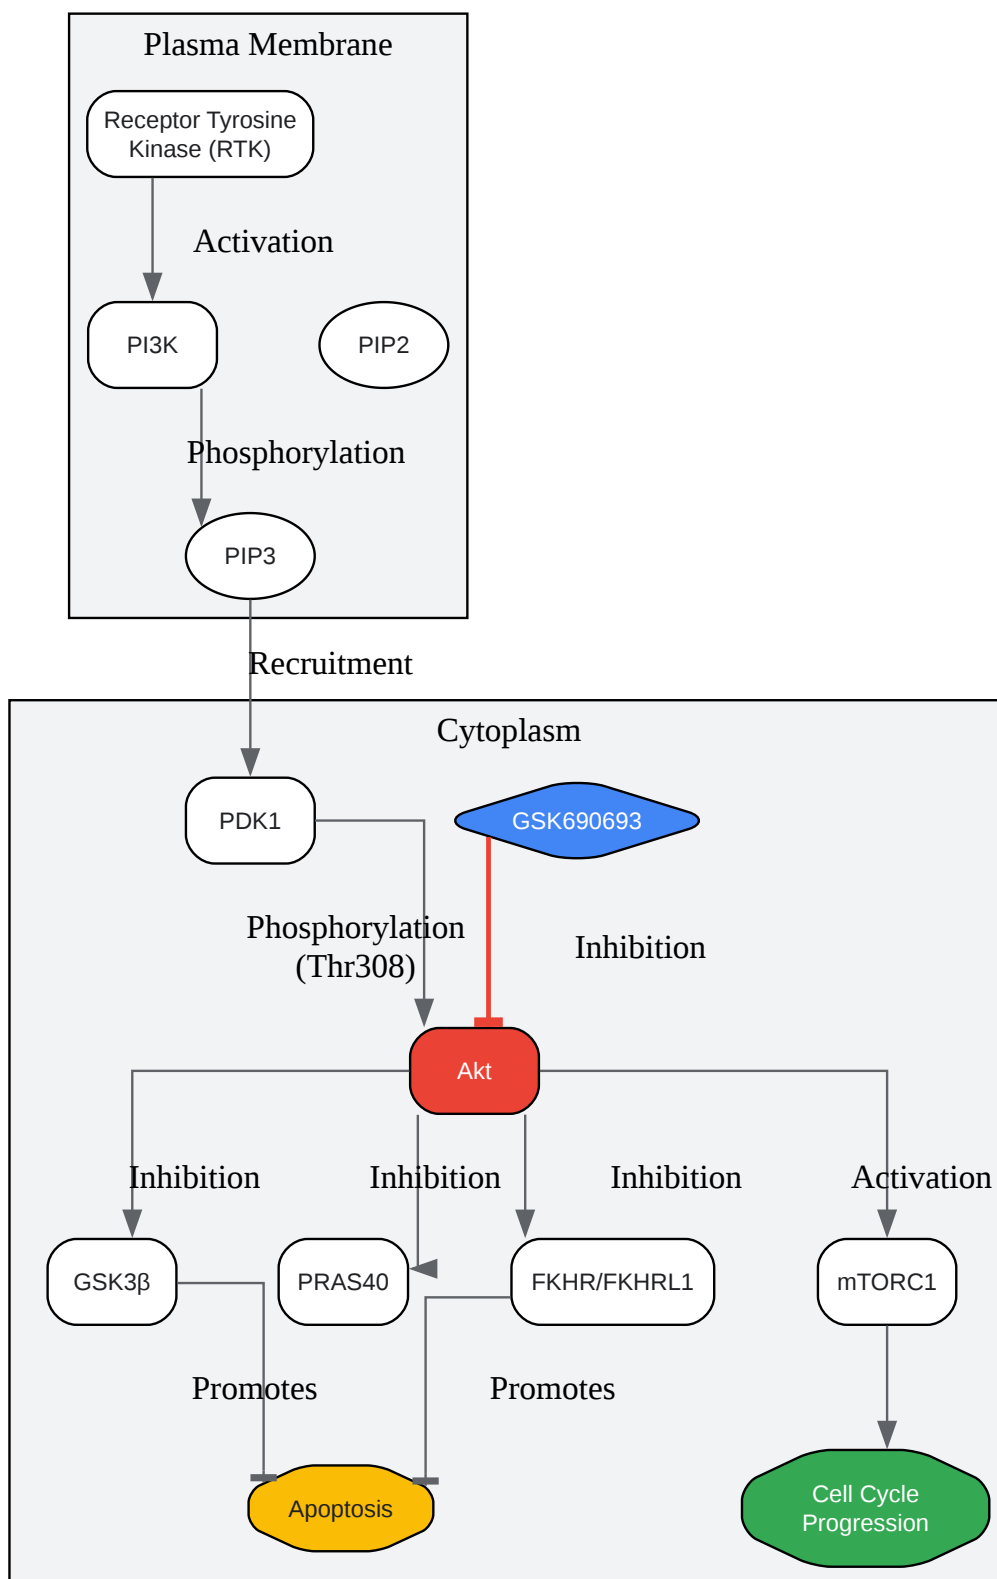 Plasma Membrane
Receptor Tyrosine
Kinase (RTK)
Activation
PI3K
PIP2
Phosphorylation
PIP3
Recruitment
Cytoplasm
PDK1
GSK690693
Phosphorylation
(Thr308)
Inhibition
Akt
Inhibition
Inhibition
Inhibition
Activation
GSK3β
PRAS40
FKHR/FKHRL1
mTORC1
Promotes
Promotes
Apoptosis
Cell Cycle
Progression